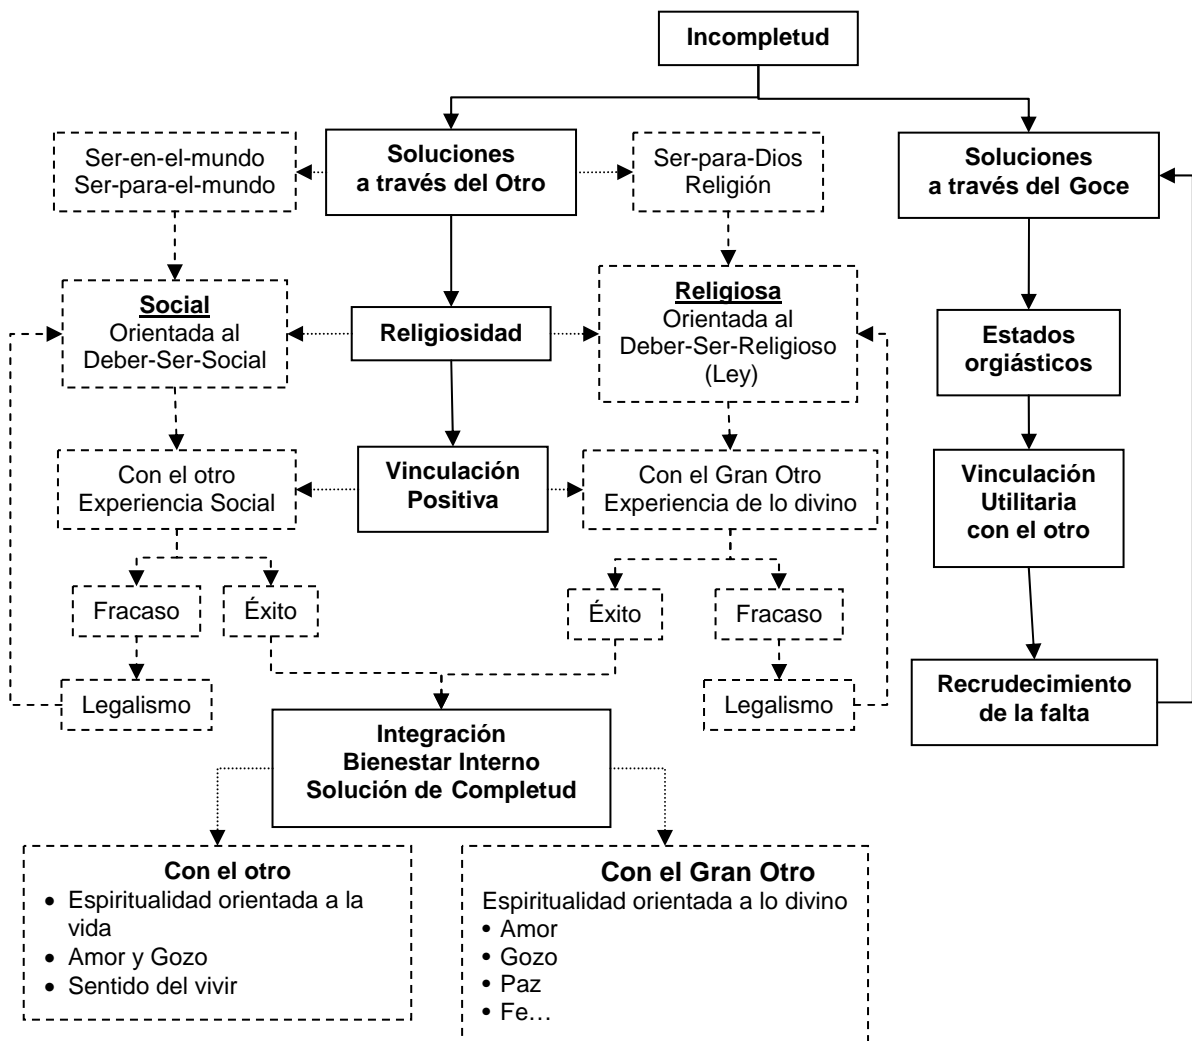 Incompletud
Ser-en-el-mundo
Ser-para-el-mundo
Soluciones
a través del Otro
Ser-para-Dios
Religión
Soluciones
a través del Goce
Social
Orientada al
Deber-Ser-Social
Religiosidad
Religiosa
Orientada al
Deber-Ser-Religioso
(Ley)
Estados
orgiásticos
Con el otro
Experiencia Social
Vinculación
Positiva
Con el Gran Otro
Experiencia de lo divino
Vinculación
Utilitaria
con el otro
Fracaso
Éxito
Éxito
Fracaso
Legalismo
Legalismo
Recrudecimiento
de la falta
Integración
Bienestar Interno
Solución de Completud
Con el otro
• Espiritualidad orientada a la
vida
• Amor y Gozo
• Sentido del vivir
Con el Gran Otro
Espiritualidad orientada a lo divino
• Amor
• Gozo
• Paz
• Fe…